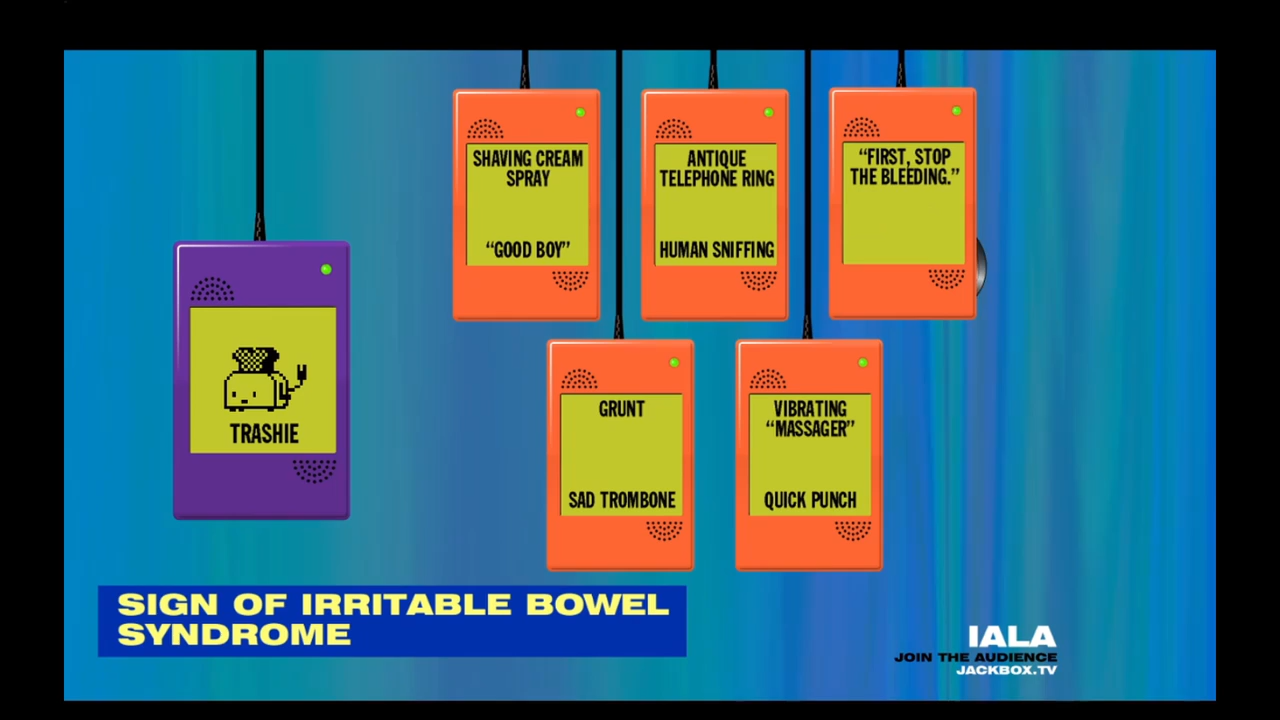 SHAVING CREAM
SPRAY
“GOOD BOY”
ANTIQUE
TELEPHONE RING
HUMAN SNIFFING
“FIRST, STOP
THE BLEEDING.”
TRASHIE
GRUNT
SAD TROMBONE
VIBRATING
“MASSAGER”
QUICK PUNCH
SIGN OF IRRITABLE BOWEL
SYNDROME
IALA
JOIN THE AUDIENCE
JACKBOX.TV